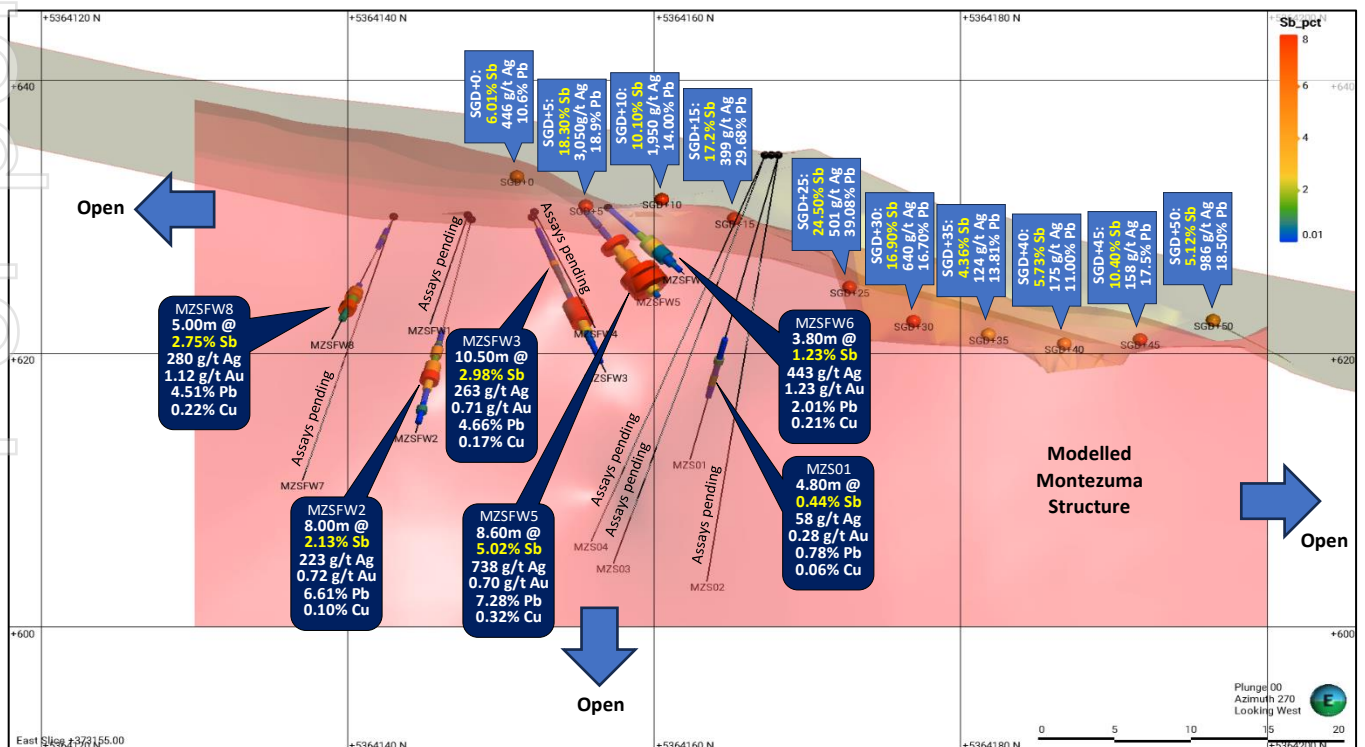 +5364120 N
+5364140 N
+5364160 N
+5364180 N
+5364200 N
Sb_pct
8
6
4
2
0.01
+640
+640
SGD+0:
6.01% Sb
446 g/t Ag
10.6% Pb
SGD+5:
18.30% Sb
3,050g/t Ag
18.9% Pb
SGD+10:
10.10% Sb
1,950 g/t Ag
14.00% Pb
SGD+15:
17.2% Sb
399 g/t Ag
29.68% Pb
SGD+25:
24.50% Sb
501 g/t Ag
39.08% Pb
SGD+30:
16.90% Sb
640 g/t Ag
16.70% Pb
SGD+35:
4.36% Sb
124 g/t Ag
13.81% Pb
SGD+40:
5.73% Sb
175 g/t Ag
11.00% Pb
SGD+45:
10.40% Sb
158 g/t Ag
17.5% Pb
SGD+50:
5.12% Sb
986 g/t Ag
18.50% Pb
SGD+0
SGD+5
SGD+10
SGD+15
SGD+25
SGD+30
SGD+35
SGD+40
SGD+45
SGD+50
Open
Assays pending
Assays pending
Assays pending
Assays pending
Assays pending
Assays pending
MZSFW8
5.00m @
2.75% Sb
280 g/t Ag
1.12 g/t Au
4.51% Pb
0.22% Cu
MZSFW8
MZSFW1
MZSFW4
MZSFW3
MZSFW5
MZSFW3
10.50m @
2.98% Sb
263 g/t Ag
0.71 g/t Au
4.66% Pb
0.17% Cu
MZSFW6
3.80m @
1.23% Sb
443 g/t Ag
1.23 g/t Au
2.01% Pb
0.21% Cu
+620
+620
MZSFW2
MZSFW7
MZS01
MZS04
MZS03
MZS02
MZSFW2
8.00m @
2.13% Sb
223 g/t Ag
0.72 g/t Au
6.61% Pb
0.10% Cu
MZSFW5
8.60m @
5.02% Sb
738 g/t Ag
0.70 g/t Au
7.28% Pb
0.32% Cu
MZS01
4.80m @
0.44% Sb
58 g/t Ag
0.28 g/t Au
0.78% Pb
0.06% Cu
Modelled
Montezuma
Structure
Open
+600
+600
Open
Plunge 00
Azimuth 270
Looking West
E
0 5 10 15 20
East Slice +373155.00
+5364120 N
+5364140 N
+5364160 N
+5364180 N
+5364200 N